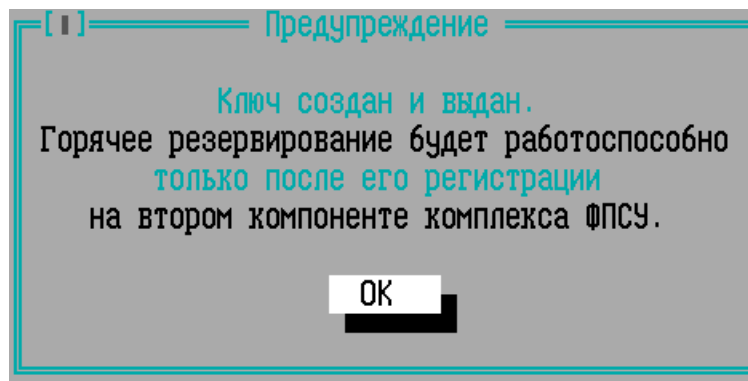 [▮] Предупреждение
Ключ создан и выдан.
Горячее резервирование будет работоспособно
только после его регистрации
на втором компоненте комплекса ФПСУ.
OK